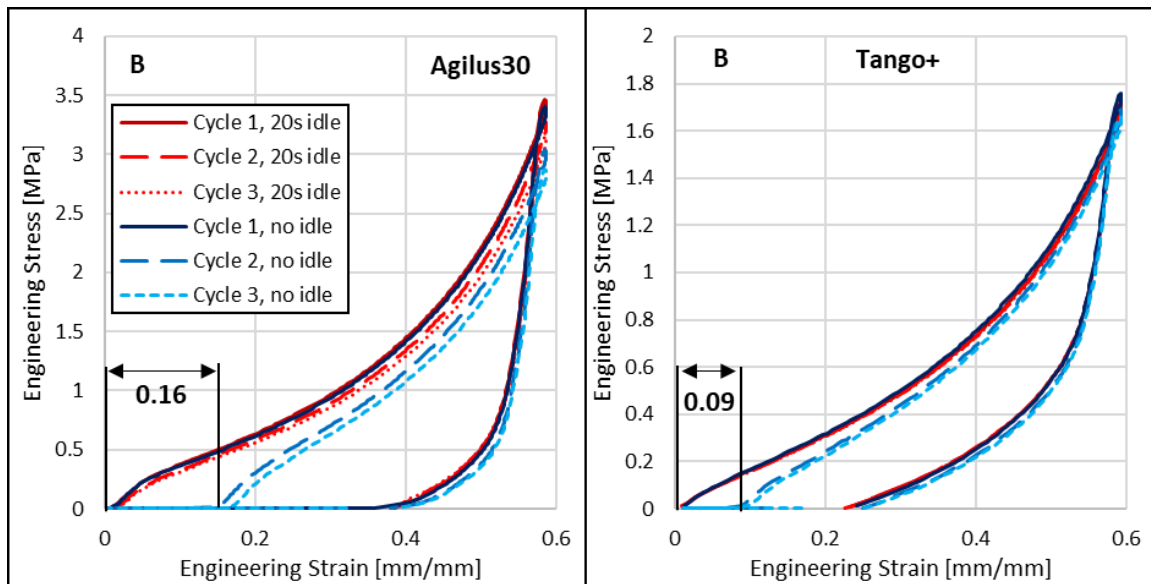 B
Agilus30
4
3.5
3
2.5
2
1.5
1
0.5
0
Engineering Stress [MPa]
Cycle 1, 20s idle
Cycle 2, 20s idle
Cycle 3, 20s idle
Cycle 1, no idle
Cycle 2, no idle
Cycle 3, no idle
0.16
0
0.2
0.4
0.6
Engineering Strain [mm/mm]
B
Tango+
2
1.8
1.6
1.4
1.2
1
0.8
0.6
0.4
0.2
0
Engineering Stress [MPa]
0.09
0
0.2
0.4
0.6
Engineering Strain [mm/mm]